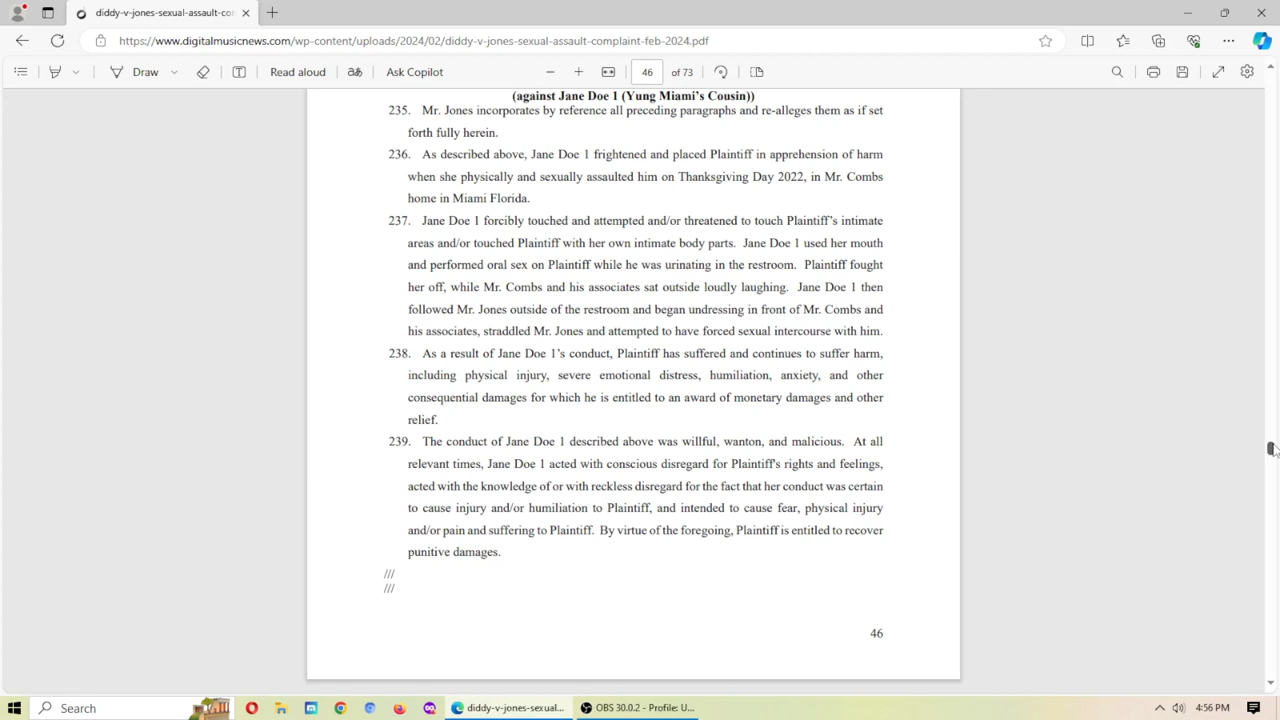 diddy-v-jones-sexual-assault-cor
https://www.digitalmusicnews.com/wp-content/uploads/2024/02/diddy-v-jones-sexual-assault-complaint-feb-2024.pdf
Draw
Read aloud
Ask Copilot
46 of 73
(against Jane Doe 1 (Yung Miami's Cousin))
235. Mr. Jones incorporates by reference all preceding paragraphs and re-alleges them as if set
forth fully herein.
236. As described above, Jane Doe 1 frightened and placed Plaintiff in apprehension of harm
when she physically and sexually assaulted him on Thanksgiving Day 2022, in Mr. Combs
home in Miami Florida.
237. Jane Doe 1 forcibly touched and attempted and/or threatened to touch Plaintiff's intimate
areas and/or touched Plaintiff with her own intimate body parts. Jane Doe 1 used her mouth
and performed oral sex on Plaintiff while he was urinating in the restroom. Plaintiff fought
her off, while Mr. Combs and his associates sat outside loudly laughing. Jane Doe 1 then
followed Mr. Jones outside of the restroom and began undressing in front of Mr. Combs and
his associates, straddled Mr. Jones and attempted to have forced sexual intercourse with him.
238. As a result of Jane Doe 1's conduct, Plaintiff has suffered and continues to suffer harm,
including physical injury, severe emotional distress, humiliation, anxiety, and other
consequential damages for which he is entitled to an award of monetary damages and other
relief.
239. The conduct of Jane Doe 1 described above was willful, wanton, and malicious. At all
relevant times, Jane Doe 1 acted with conscious disregard for Plaintiff's rights and feelings,
acted with the knowledge of or with reckless disregard for the fact that her conduct was certain
to cause injury and/or humiliation to Plaintiff, and intended to cause fear, physical injury
and/or pain and suffering to Plaintiff. By virtue of the foregoing, Plaintiff is entitled to recover
punitive damages.
///
///
46
Search
diddy-v-jones-sexual...
OBS 30.0.2 - Profile: U...
4:56 PM